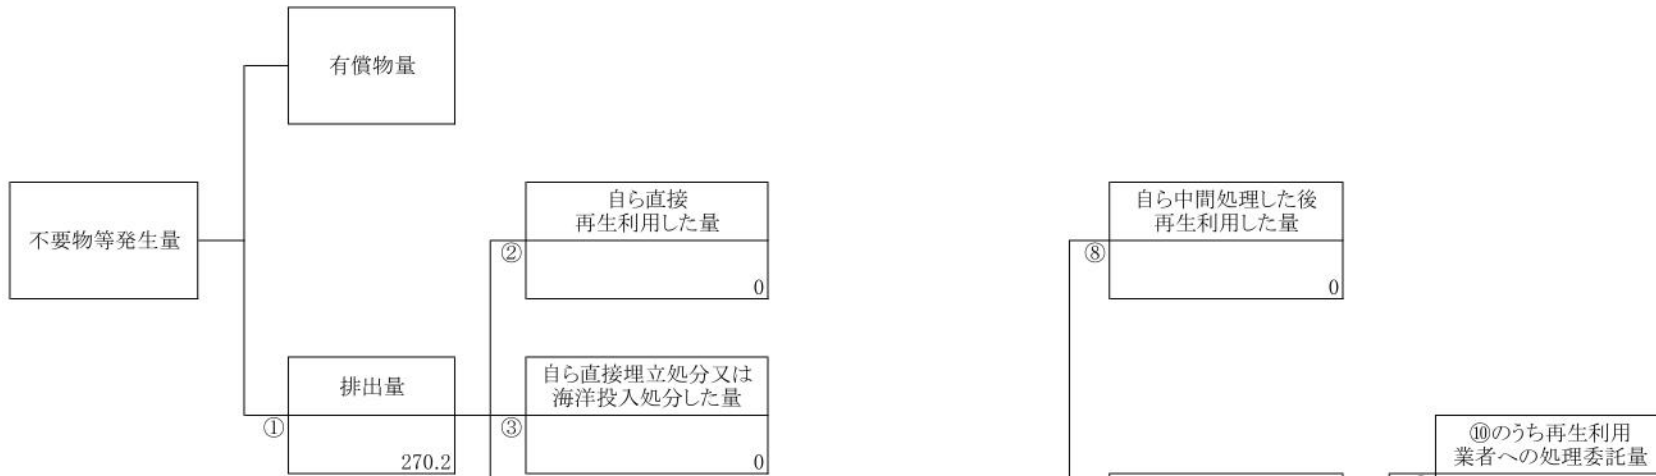 有償物量
不要物等発生量
自ら直接
再生利用した量
②
0
自ら中間処理した後
再生利用した量
⑧
0
排出量
①
270.2
自ら直接埋立処分又は
海洋投入処分した量
③
0
⑩のうち再生利用
業者への処理委託量